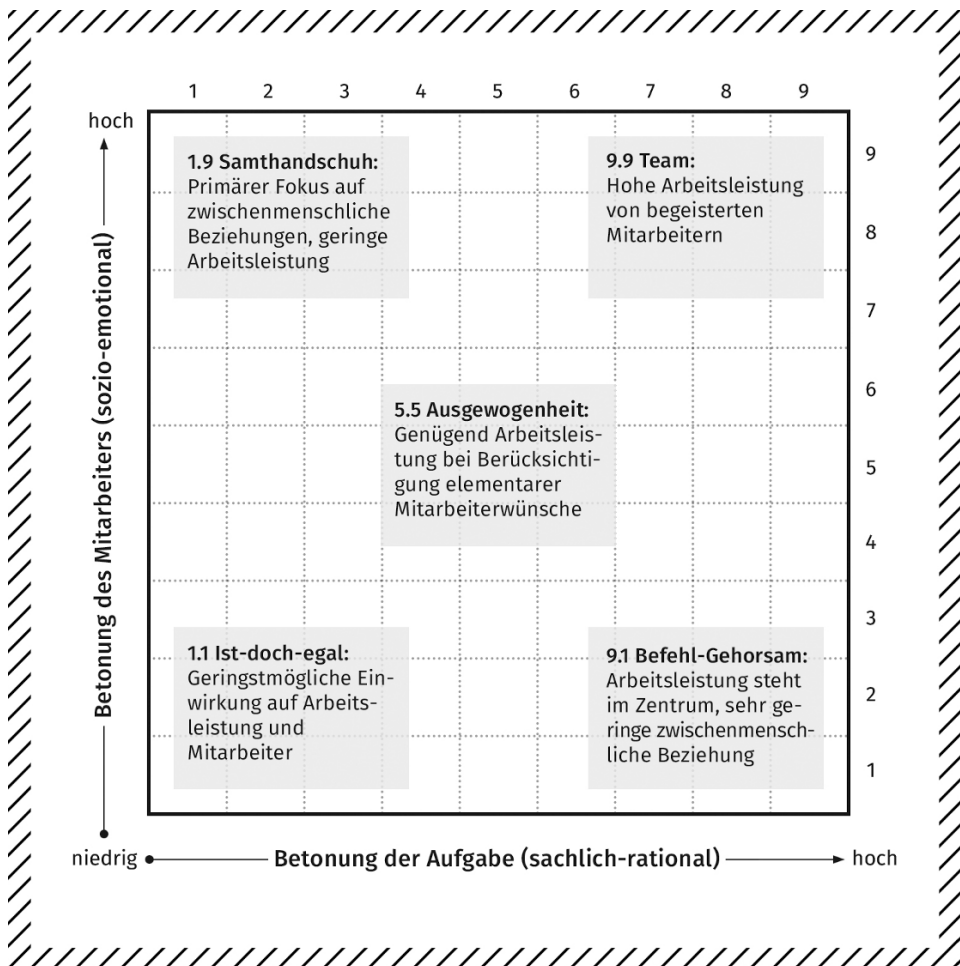 1 2 3 4 5 6 7 8 9
hoch
1.9 Samthandschuh:
Primärer Fokus auf
zwischenmenschliche
Beziehungen, geringe
Arbeitsleistung
9.9 Team:
Hohe Arbeitsleistung
von begeisterten
Mitarbeitern
9
8
7
6
5
4
3
2
1
5.5 Ausgewogenheit:
Genügend Arbeitsleis-
tung bei Berücksichti-
gung elementarer
Mitarbeiterwünsche
1.1 Ist-doch-egal:
Geringstmögliche Ein-
wirkung auf Arbeits-
leistung und
Mitarbeiter
9.1 Befehl-Gehorsam:
Arbeitsleistung steht
im Zentrum, sehr ge-
ringe zwischenmensch-
liche Beziehung
Betonung des Mitarbeiters (sozio-emotional)
niedrig
Betonung der Aufgabe (sachlich-rational)
hoch